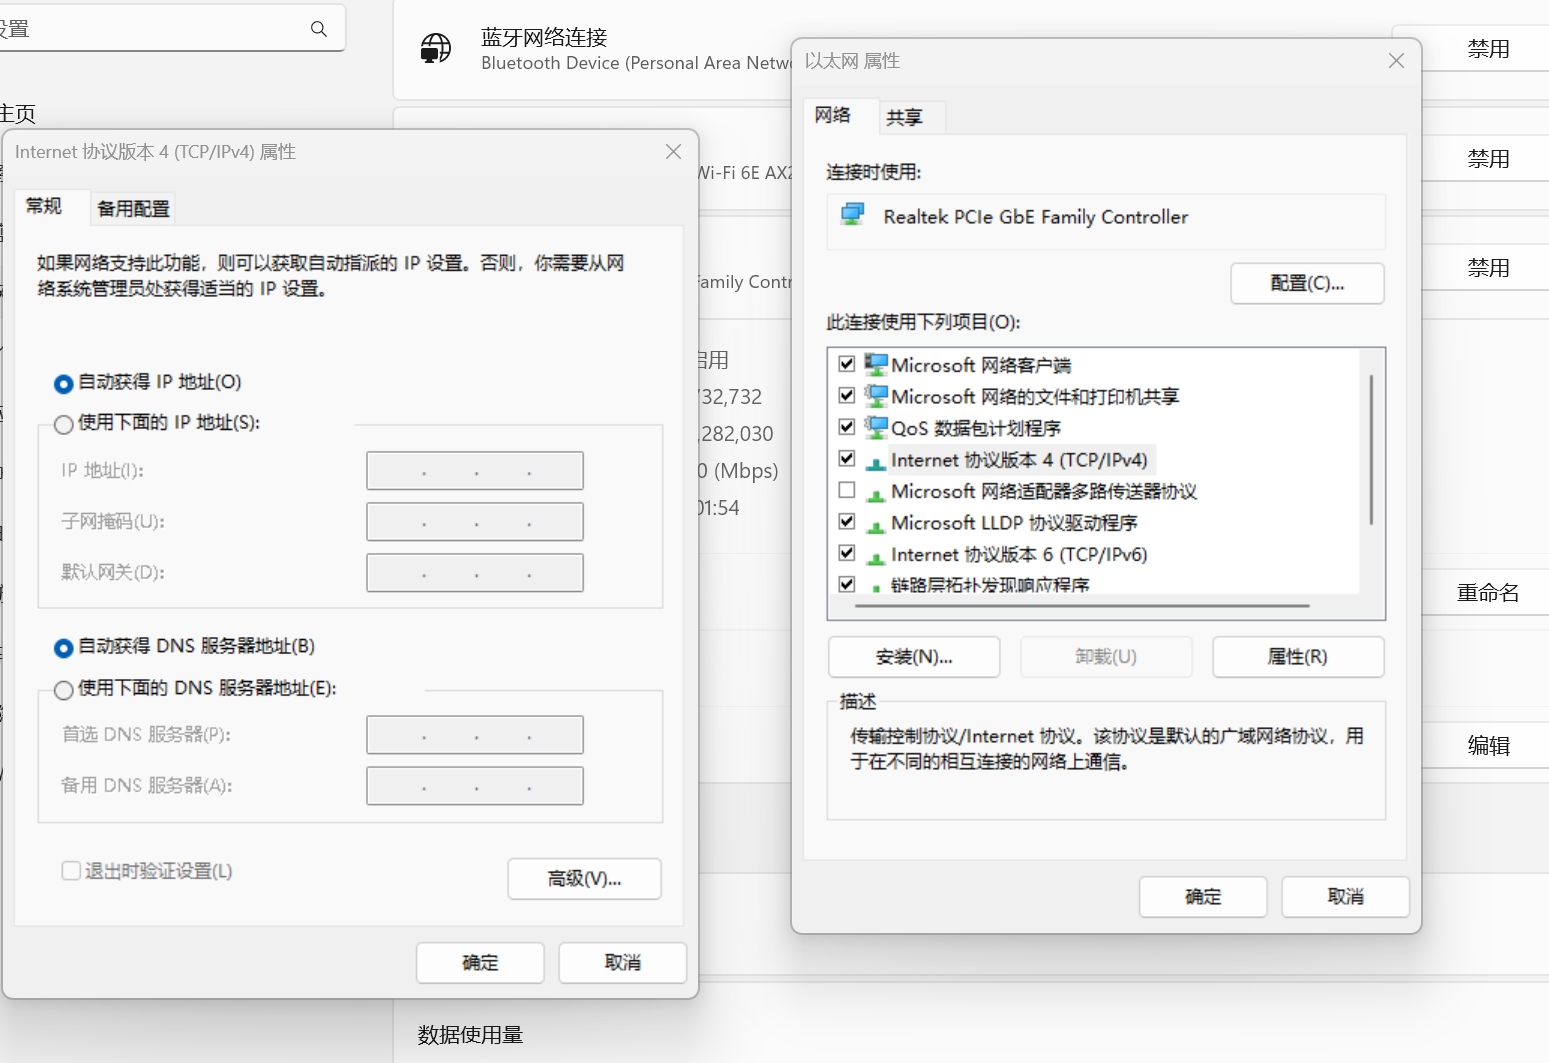 设置
主页
蓝牙网络连接
Bluetooth Device (Personal Area Netw
禁用
Wi-Fi 6E AX2
禁用
Family Contr
禁用
启用
732,732
,282,030
0 (Mbps)
01:54
重命名
编辑
数据使用量
Internet 协议版本 4 (TCP/IPv4) 属性
常规
备用配置
如果网络支持此功能，则可以获取自动指派的 IP 设置。否则，你需要从网
络系统管理员处获得适当的 IP 设置。
自动获得 IP 地址(O)
使用下面的 IP 地址(S):
IP 地址(I):
. . .
子网掩码(U):
. . .
默认网关(D):
. . .
自动获得 DNS 服务器地址(B)
使用下面的 DNS 服务器地址(E):
首选 DNS 服务器(P):
. . .
备用 DNS 服务器(A):
. . .
退出时验证设置(L)
高级(V)...
确定
取消
以太网 属性
网络
共享
连接时使用:
Realtek PCIe GbE Family Controller
配置(C)...
此连接使用下列项目(O):
Microsoft 网络客户端
Microsoft 网络的文件和打印机共享
QoS 数据包计划程序
Internet 协议版本 4 (TCP/IPv4)
Microsoft 网络适配器多路传送器协议
Microsoft LLDP 协议驱动程序
Internet 协议版本 6 (TCP/IPv6)
链路层拓扑发现响应程序
安装(N)...
卸载(U)
属性(R)
描述
传输控制协议/Internet 协议。该协议是默认的广域网络协议，用
于在不同的相互连接的网络上通信。
确定
取消